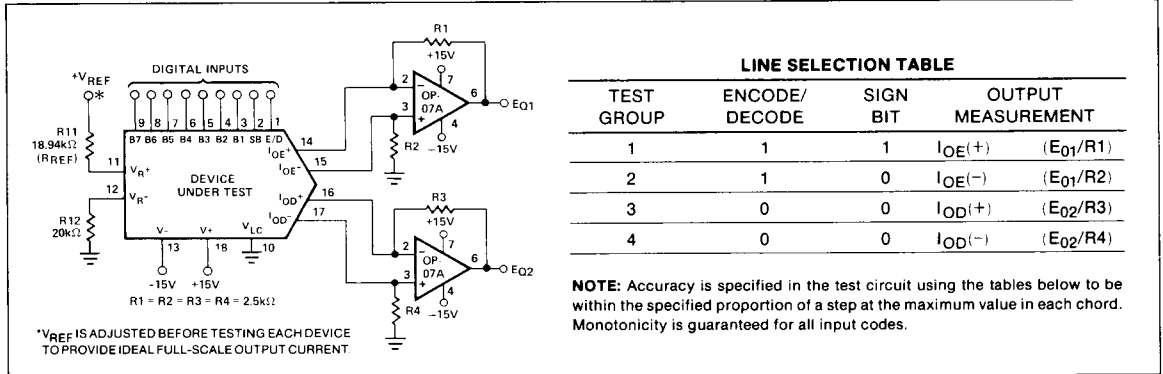 +VREF
*
DIGITAL INPUTS
9 8 7 6 5 4 3 2 1
B7 B6 B5 B4 B3 B2 B1 SB E/D
R11
18.94kΩ
(RREF)
11
VR+
12
VR-
R12
20kΩ
DEVICE
UNDER TEST
IOE+
14
IOE-
15
IOD+
16
IOD-
17
V-
V+
VLC
13
18
10
-15V
+15V
R1 = R2 = R3 = R4 = 2.5kΩ
*VREF IS ADJUSTED BEFORE TESTING EACH DEVICE
TO PROVIDE IDEAL FULL-SCALE OUTPUT CURRENT.
R1
+15V
2
7
OP-
07A
6
EO1
3
4
R2
-15V
R3
+15V
2
7
OP-
07A
6
EO2
3
4
R4
-15V
LINE SELECTION TABLE
TEST GROUP ENCODE/ DECODE SIGN BIT OUTPUT MEASUREMENT
1 1 1 IOE(+) (E01/R1)
2 1 0 IOE(−) (E01/R2)
3 0 0 IOD(+) (E02/R3)
4 0 0 IOD(−) (E02/R4)
NOTE: Accuracy is specified in the test circuit using the tables below to be
within the specified proportion of a step at the maximum value in each chord.
Monotonicity is guaranteed for all input codes.